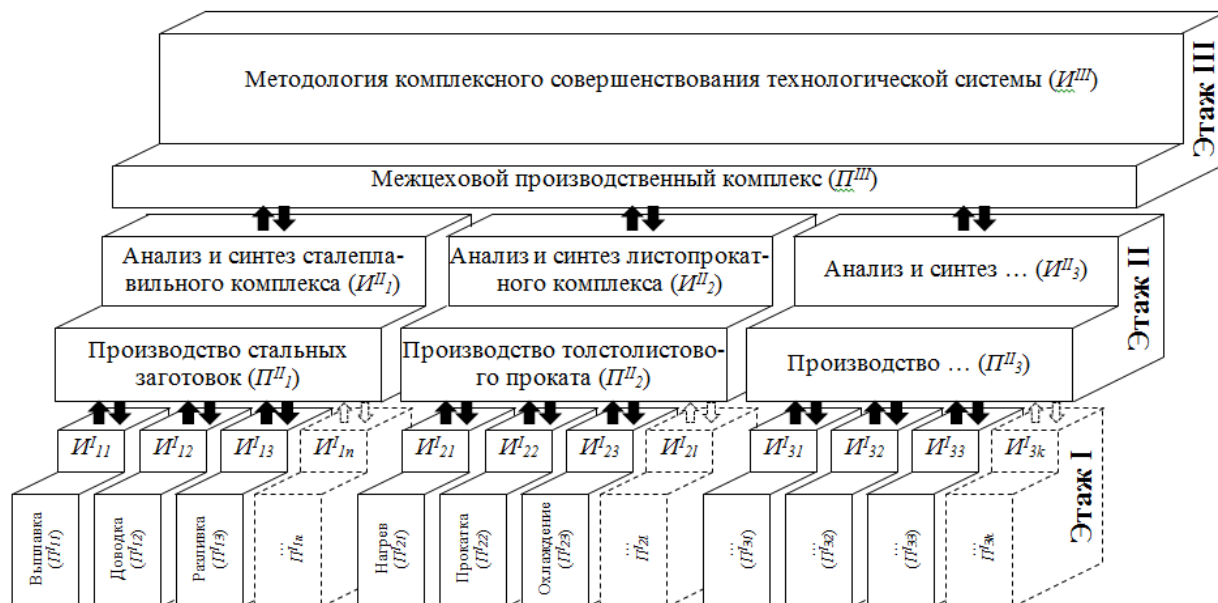 Методология комплексного совершенствования технологической системы (И^III)
Этаж III
Межцеховой производственный комплекс (П^III)
Анализ и синтез сталепла-
вильного комплекса (И^II_1)
Анализ и синтез листопрокат-
ного комплекса (И^II_2)
Анализ и синтез … (И^II_3)
Этаж II
Производство стальных
заготовок (П^II_1)
Производство толстолистово-
го проката (П^II_2)
Производство … (П^II_3)
И^I_11
И^I_12
И^I_13
И^I_1n
И^I_21
И^I_22
И^I_23
И^I_2l
И^I_31
И^I_32
И^I_33
И^I_3k
Этаж I
Выплавка
(П^I_11)
Доводка
(П^I_12)
Разливка
(П^I_13)
…
П^I_1n
Нагрев
(П^I_21)
Прокатка
(П^I_22)
Охлаждение
(П^I_23)
…
П^I_2l
…
(П^I_31)
…
(П^I_32)
…
(П^I_33)
…
П^I_3k